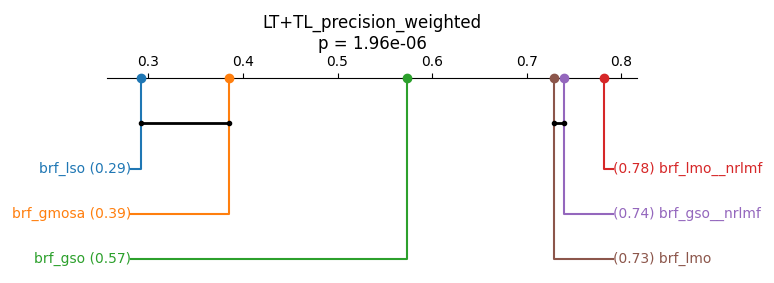 LT+TL_precision_weighted
p = 1.96e-06
0.3 0.4 0.5 0.6 0.7 0.8
brf_lso (0.29)
(0.78) brf_lmo__nrlmf
brf_gmosa (0.39)
(0.74) brf_gso__nrlmf
brf_gso (0.57)
(0.73) brf_lmo